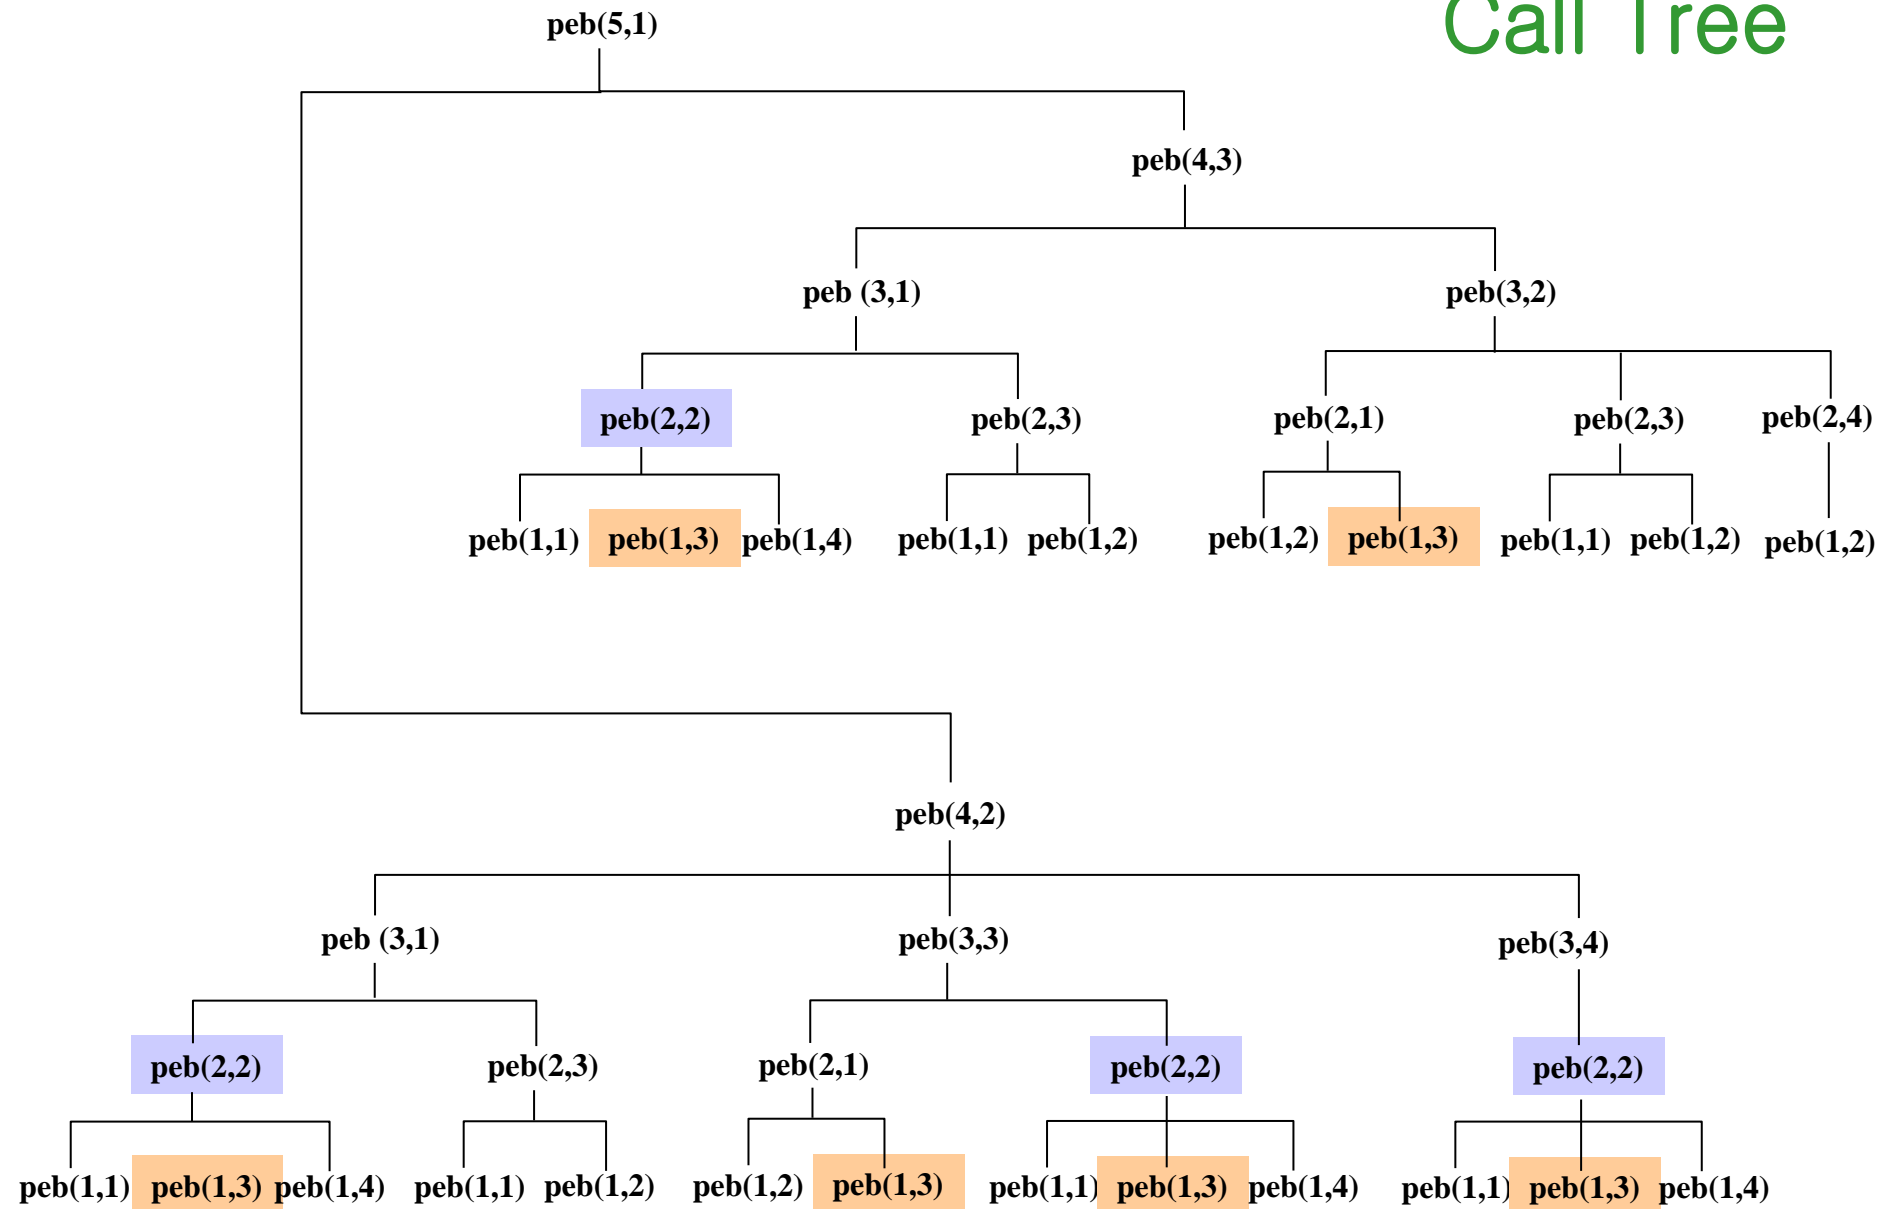 Call Tree
peb(5,1)
peb(4,3)
peb (3,1) peb(3,2)
peb(2,2) peb(2,3) peb(2,1) peb(2,3) peb(2,4)
peb(1,1) peb(1,3) peb(1,4) peb(1,1) peb(1,2) peb(1,2) peb(1,3) peb(1,1) peb(1,2) peb(1,2)
peb(4,2)
peb (3,1) peb(3,3) peb(3,4)
peb(2,2) peb(2,3) peb(2,1) peb(2,2) peb(2,2)
peb(1,1) peb(1,3) peb(1,4) peb(1,1) peb(1,2) peb(1,2) peb(1,3) peb(1,1) peb(1,3) peb(1,4) peb(1,1) peb(1,3) peb(1,4)